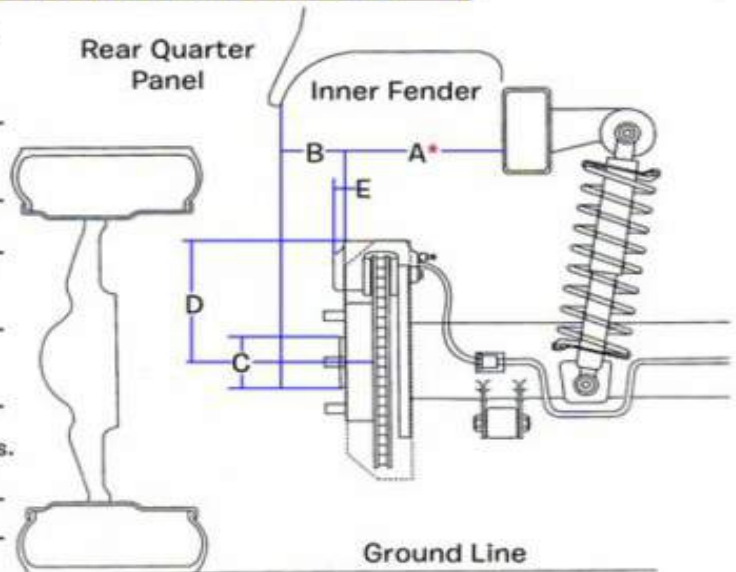 Rear Quarter
Panel
Inner Fender
B
A*
E
D
C
s.
Ground Line